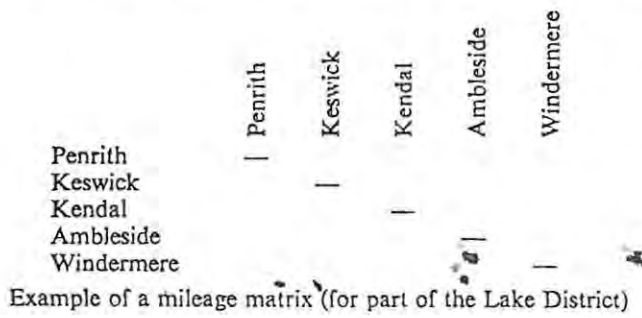 Penrith Keswick Kendal Ambleside Windermere
Penrith —
Keswick —
Kendal —
Ambleside —
Windermere —
Example of a mileage matrix (for part of the Lake District)